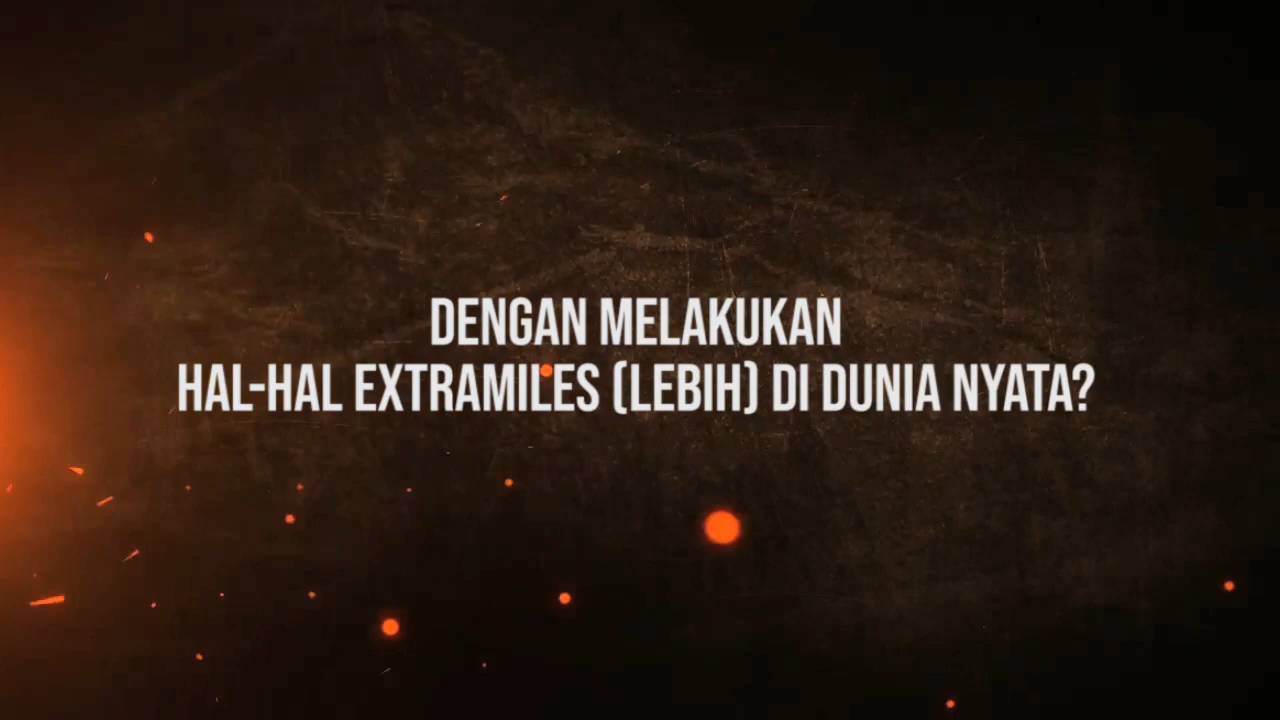 DENGAN MELAKUKAN
HAL-HAL EXTRAMILES (LEBIH) DI DUNIA NYATA?